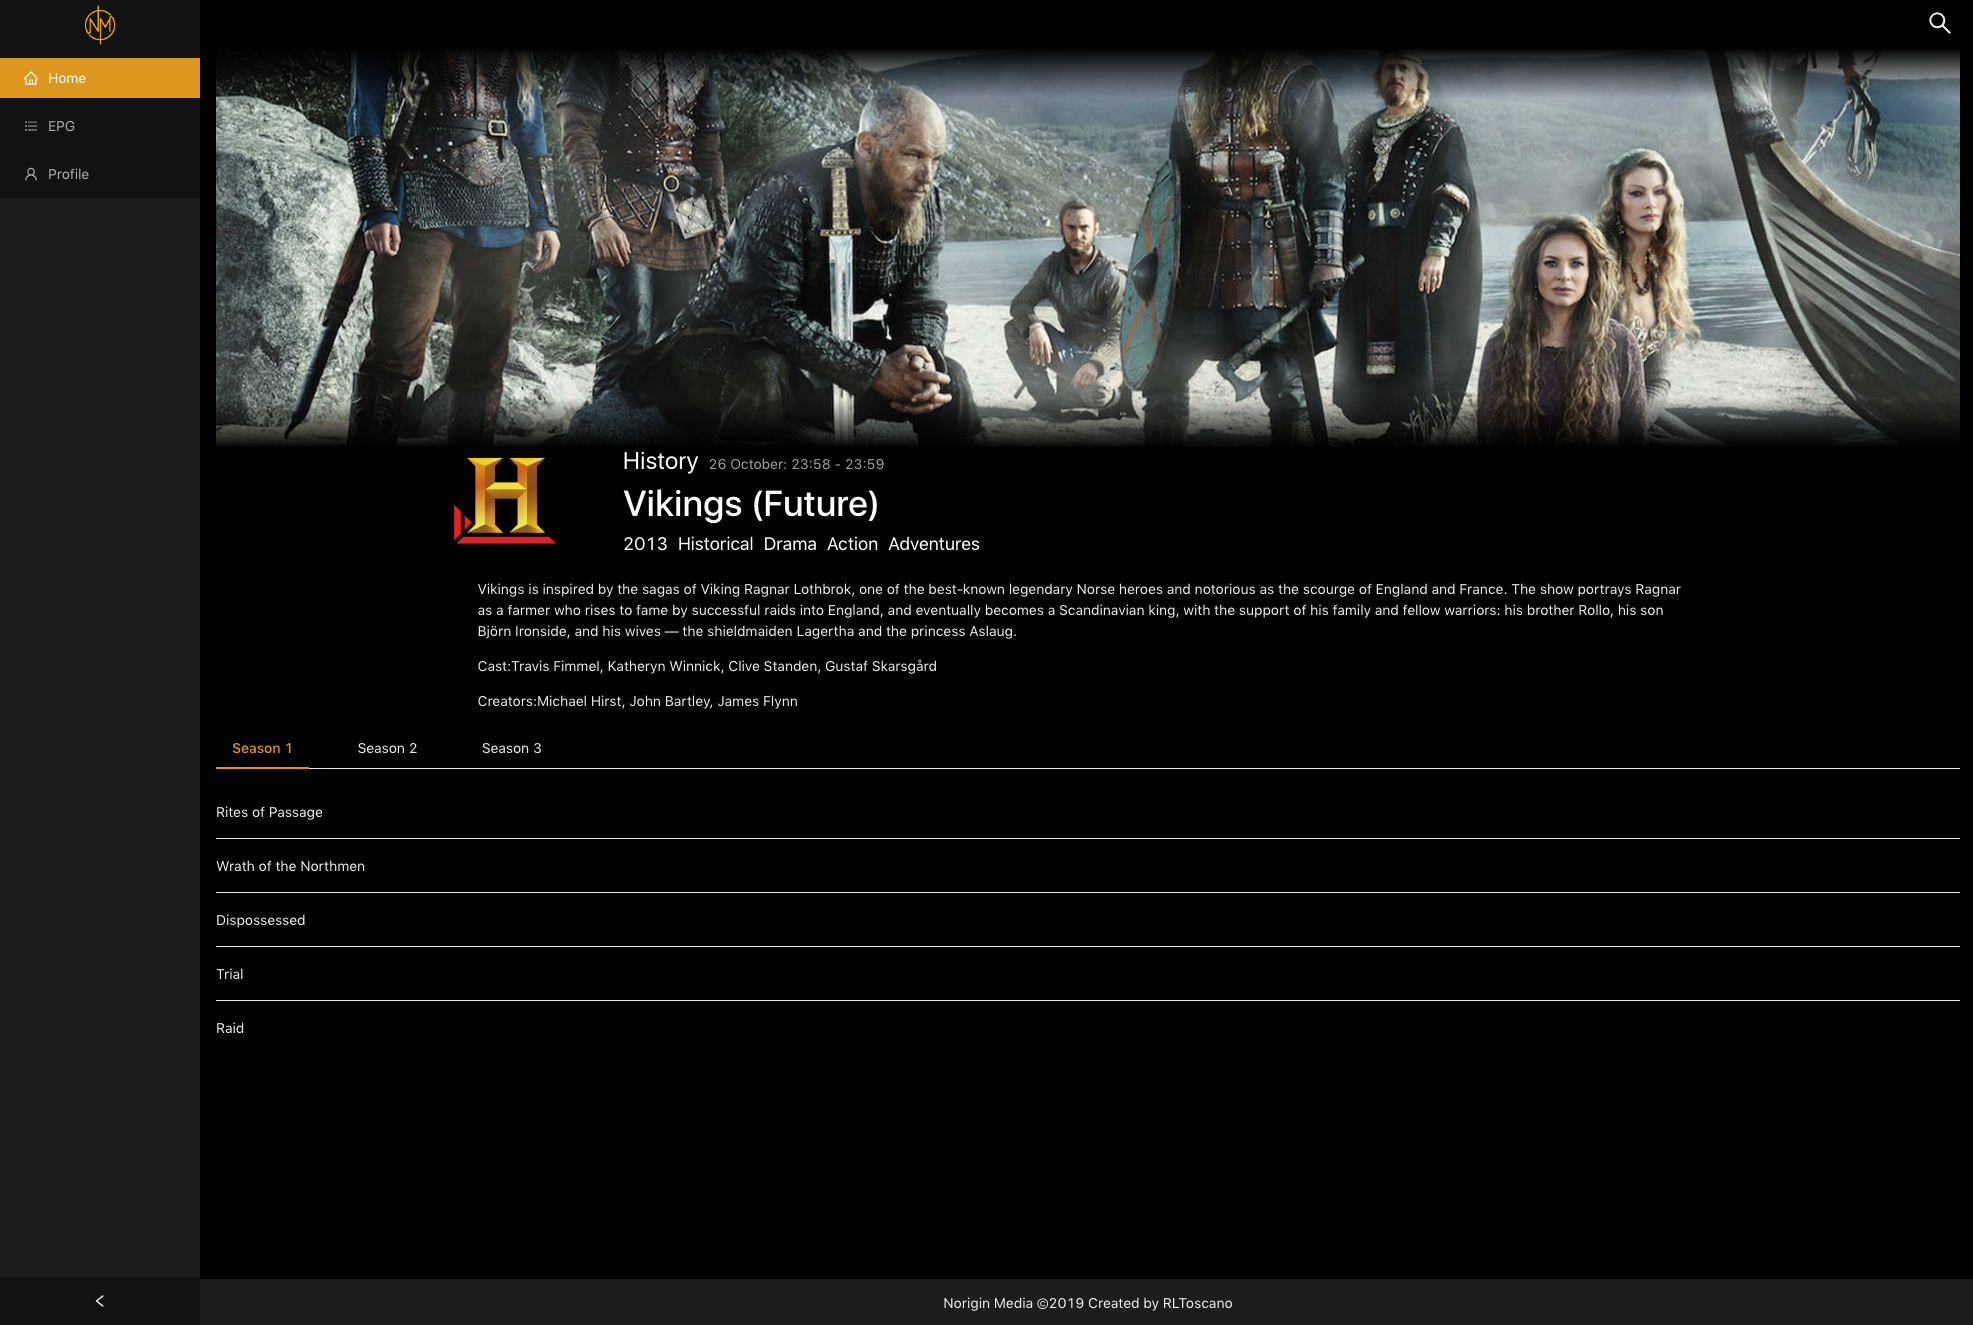 NM
Home
EPG
Profile
History 26 October: 23:58 - 23:59
H
Vikings (Future)
2013 Historical Drama Action Adventures
Vikings is inspired by the sagas of Viking Ragnar Lothbrok, one of the best-known legendary Norse heroes and notorious as the scourge of England and France. The show portrays Ragnar
as a farmer who rises to fame by successful raids into England, and eventually becomes a Scandinavian king, with the support of his family and fellow warriors: his brother Rollo, his son
Björn Ironside, and his wives — the shieldmaiden Lagertha and the princess Aslaug.
Cast:Travis Fimmel, Katheryn Winnick, Clive Standen, Gustaf Skarsgård
Creators:Michael Hirst, John Bartley, James Flynn
Season 1 Season 2 Season 3
Rites of Passage
Wrath of the Northmen
Dispossessed
Trial
Raid
Norigin Media ©2019 Created by RLToscano